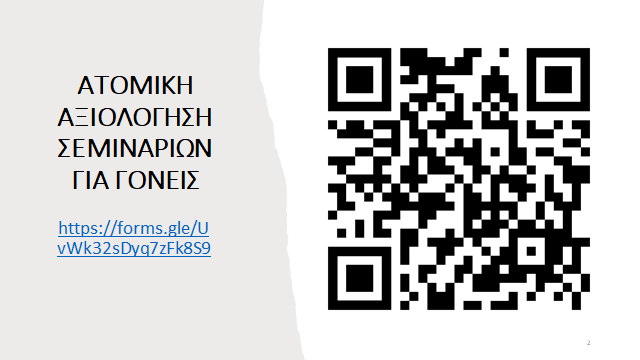 ΑΤΟΜΙΚΗ
ΑΞΙΟΛΟΓΗΣΗ
ΣΕΜΙΝΑΡΙΩΝ
ΓΙΑ ΓΟΝΕΙΣ
https://forms.gle/U
vWk32sDyq7zFk8S9
2